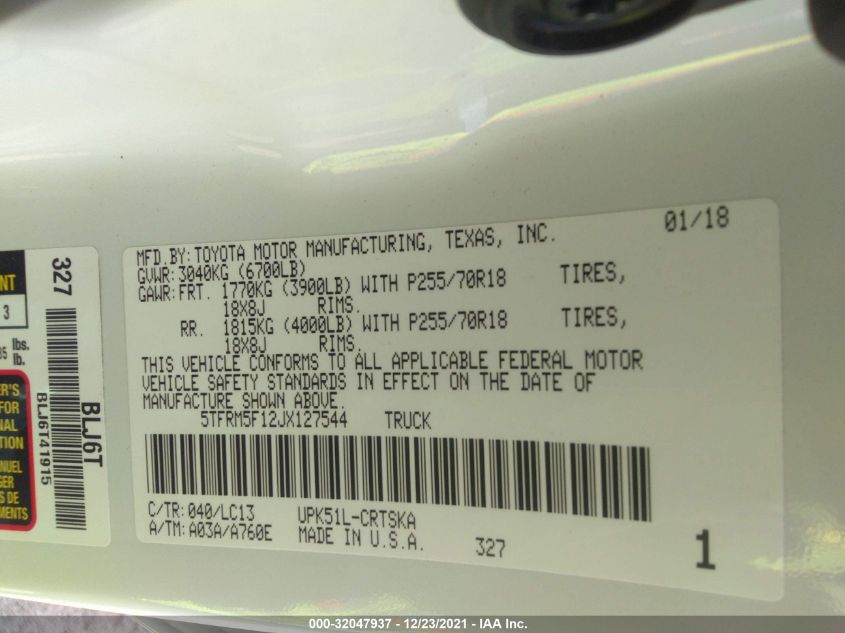 MFD.BY:TOYOTA MOTOR MANUFACTURING, TEXAS, INC. 01/18
GVWR:3040KG (6700LB)
GAWR:FRT. 1770KG (3900LB) WITH P255/70R18 TIRES,
18X8J RIMS.
RR. 1815KG (4000LB) WITH P255/70R18 TIRES,
18X8J RIMS.
THIS VEHICLE CONFORMS TO ALL APPLICABLE FEDERAL MOTOR
VEHICLE SAFETY STANDARDS IN EFFECT ON THE DATE OF
MANUFACTURE SHOWN ABOVE.
5TFRM5F12JX127544 TRUCK
C/TR:040/LC13 UPK51L-CRTSKA
A/TM:A03A/A760E MADE IN U.S.A. 327 1
327
BLJ6T
BLJ6T41915
3
lbs.
lb.
000-32047937 - 12/23/2021 - IAA Inc.